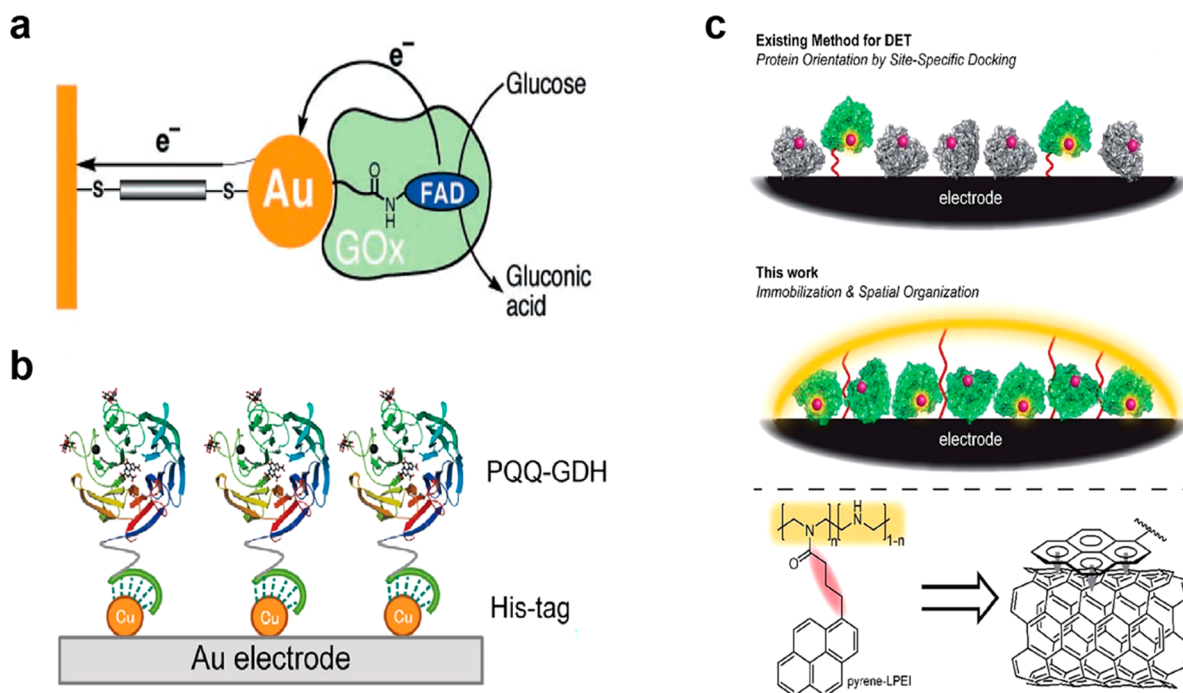 a
e⁻
Glucose
e⁻
S
S
Au
O
N
H
FAD
GOx
Gluconic
acid
b
PQQ-GDH
His-tag
Cu
Cu
Cu
Au electrode
c
Existing Method for DET
Protein Orientation by Site-Specific Docking
electrode
This work
Immobilization & Spatial Organization
electrode
H
N
N
n
1-n
O
pyrene-LPEI